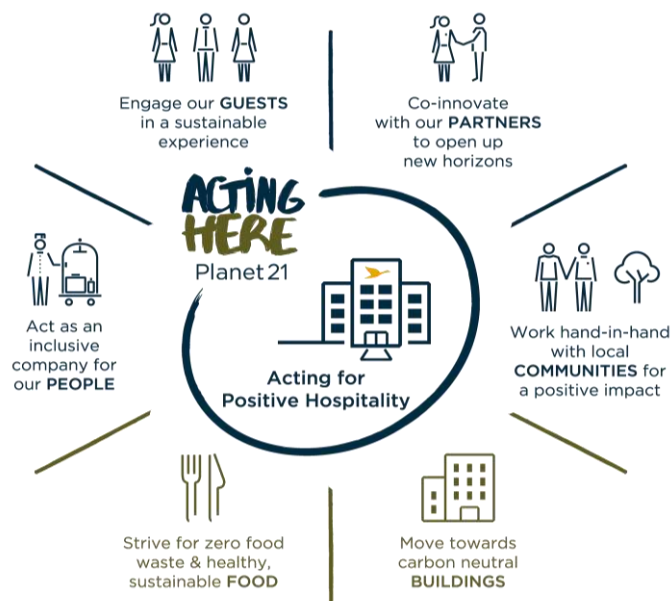 Engage our GUESTS
in a sustainable
experience
Co-innovate
with our PARTNERS
to open up
new horizons
ACTING
HERE
Planet 21
Act as an
inclusive
company for
our PEOPLE
Acting for
Positive Hospitality
Work hand-in-hand
with local
COMMUNITIES for
a positive impact
Strive for zero food
waste & healthy,
sustainable FOOD
Move towards
carbon neutral
BUILDINGS